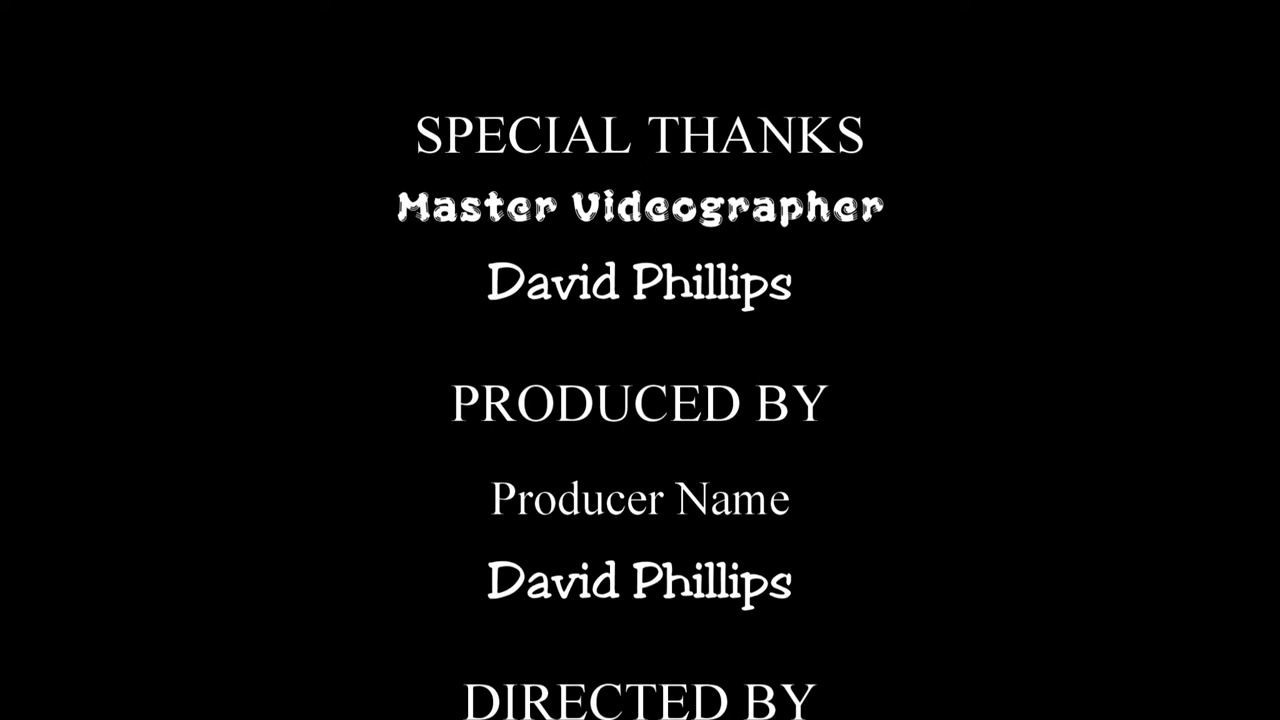 SPECIAL THANKS
Master Videographer
David Phillips
PRODUCED BY
Producer Name
David Phillips
DIRECTED BY